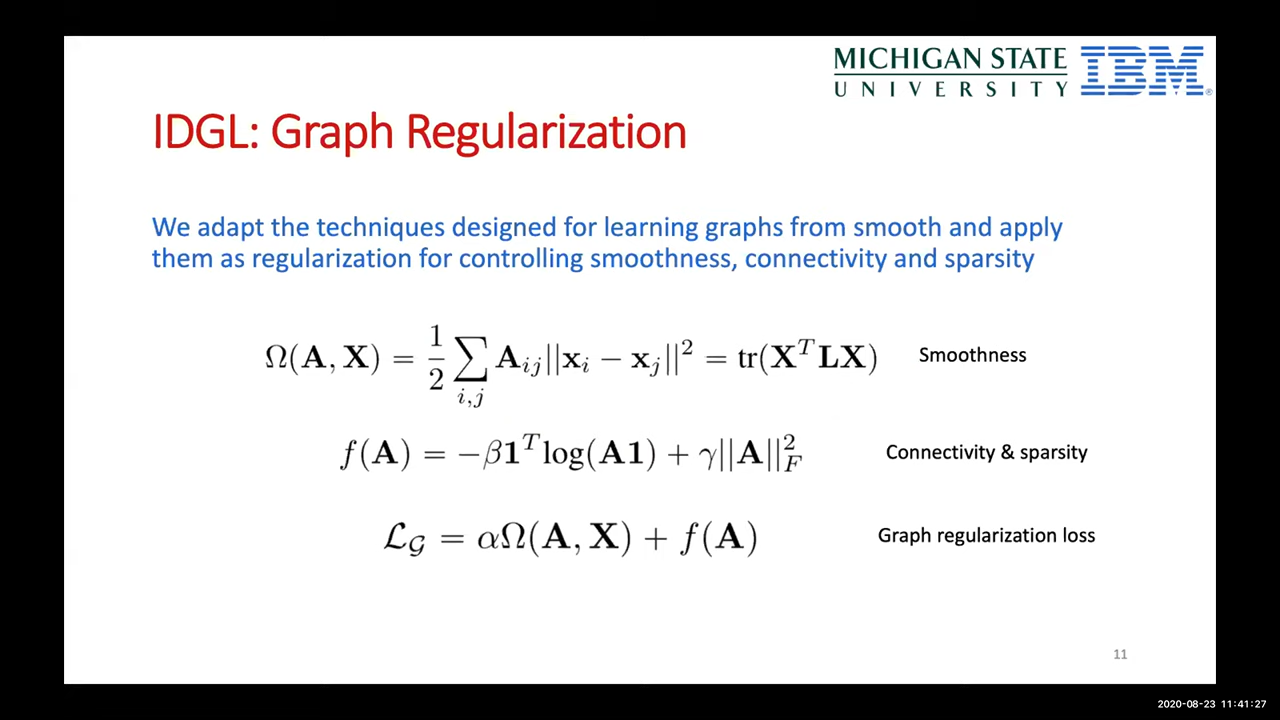 MICHIGAN STATE
UNIVERSITY
IBM®
IDGL: Graph Regularization
We adapt the techniques designed for learning graphs from smooth and apply
them as regularization for controlling smoothness, connectivity and sparsity
Ω(A, X) = 1/2 ∑_{i,j} A_{ij}||x_i − x_j||² = tr(X^T LX) Smoothness
f(A) = −β1^T log(A1) + γ||A||_F^2 Connectivity & sparsity
ℒ_𝒢 = αΩ(A, X) + f(A) Graph regularization loss
11
2020-08-23 11:41:27